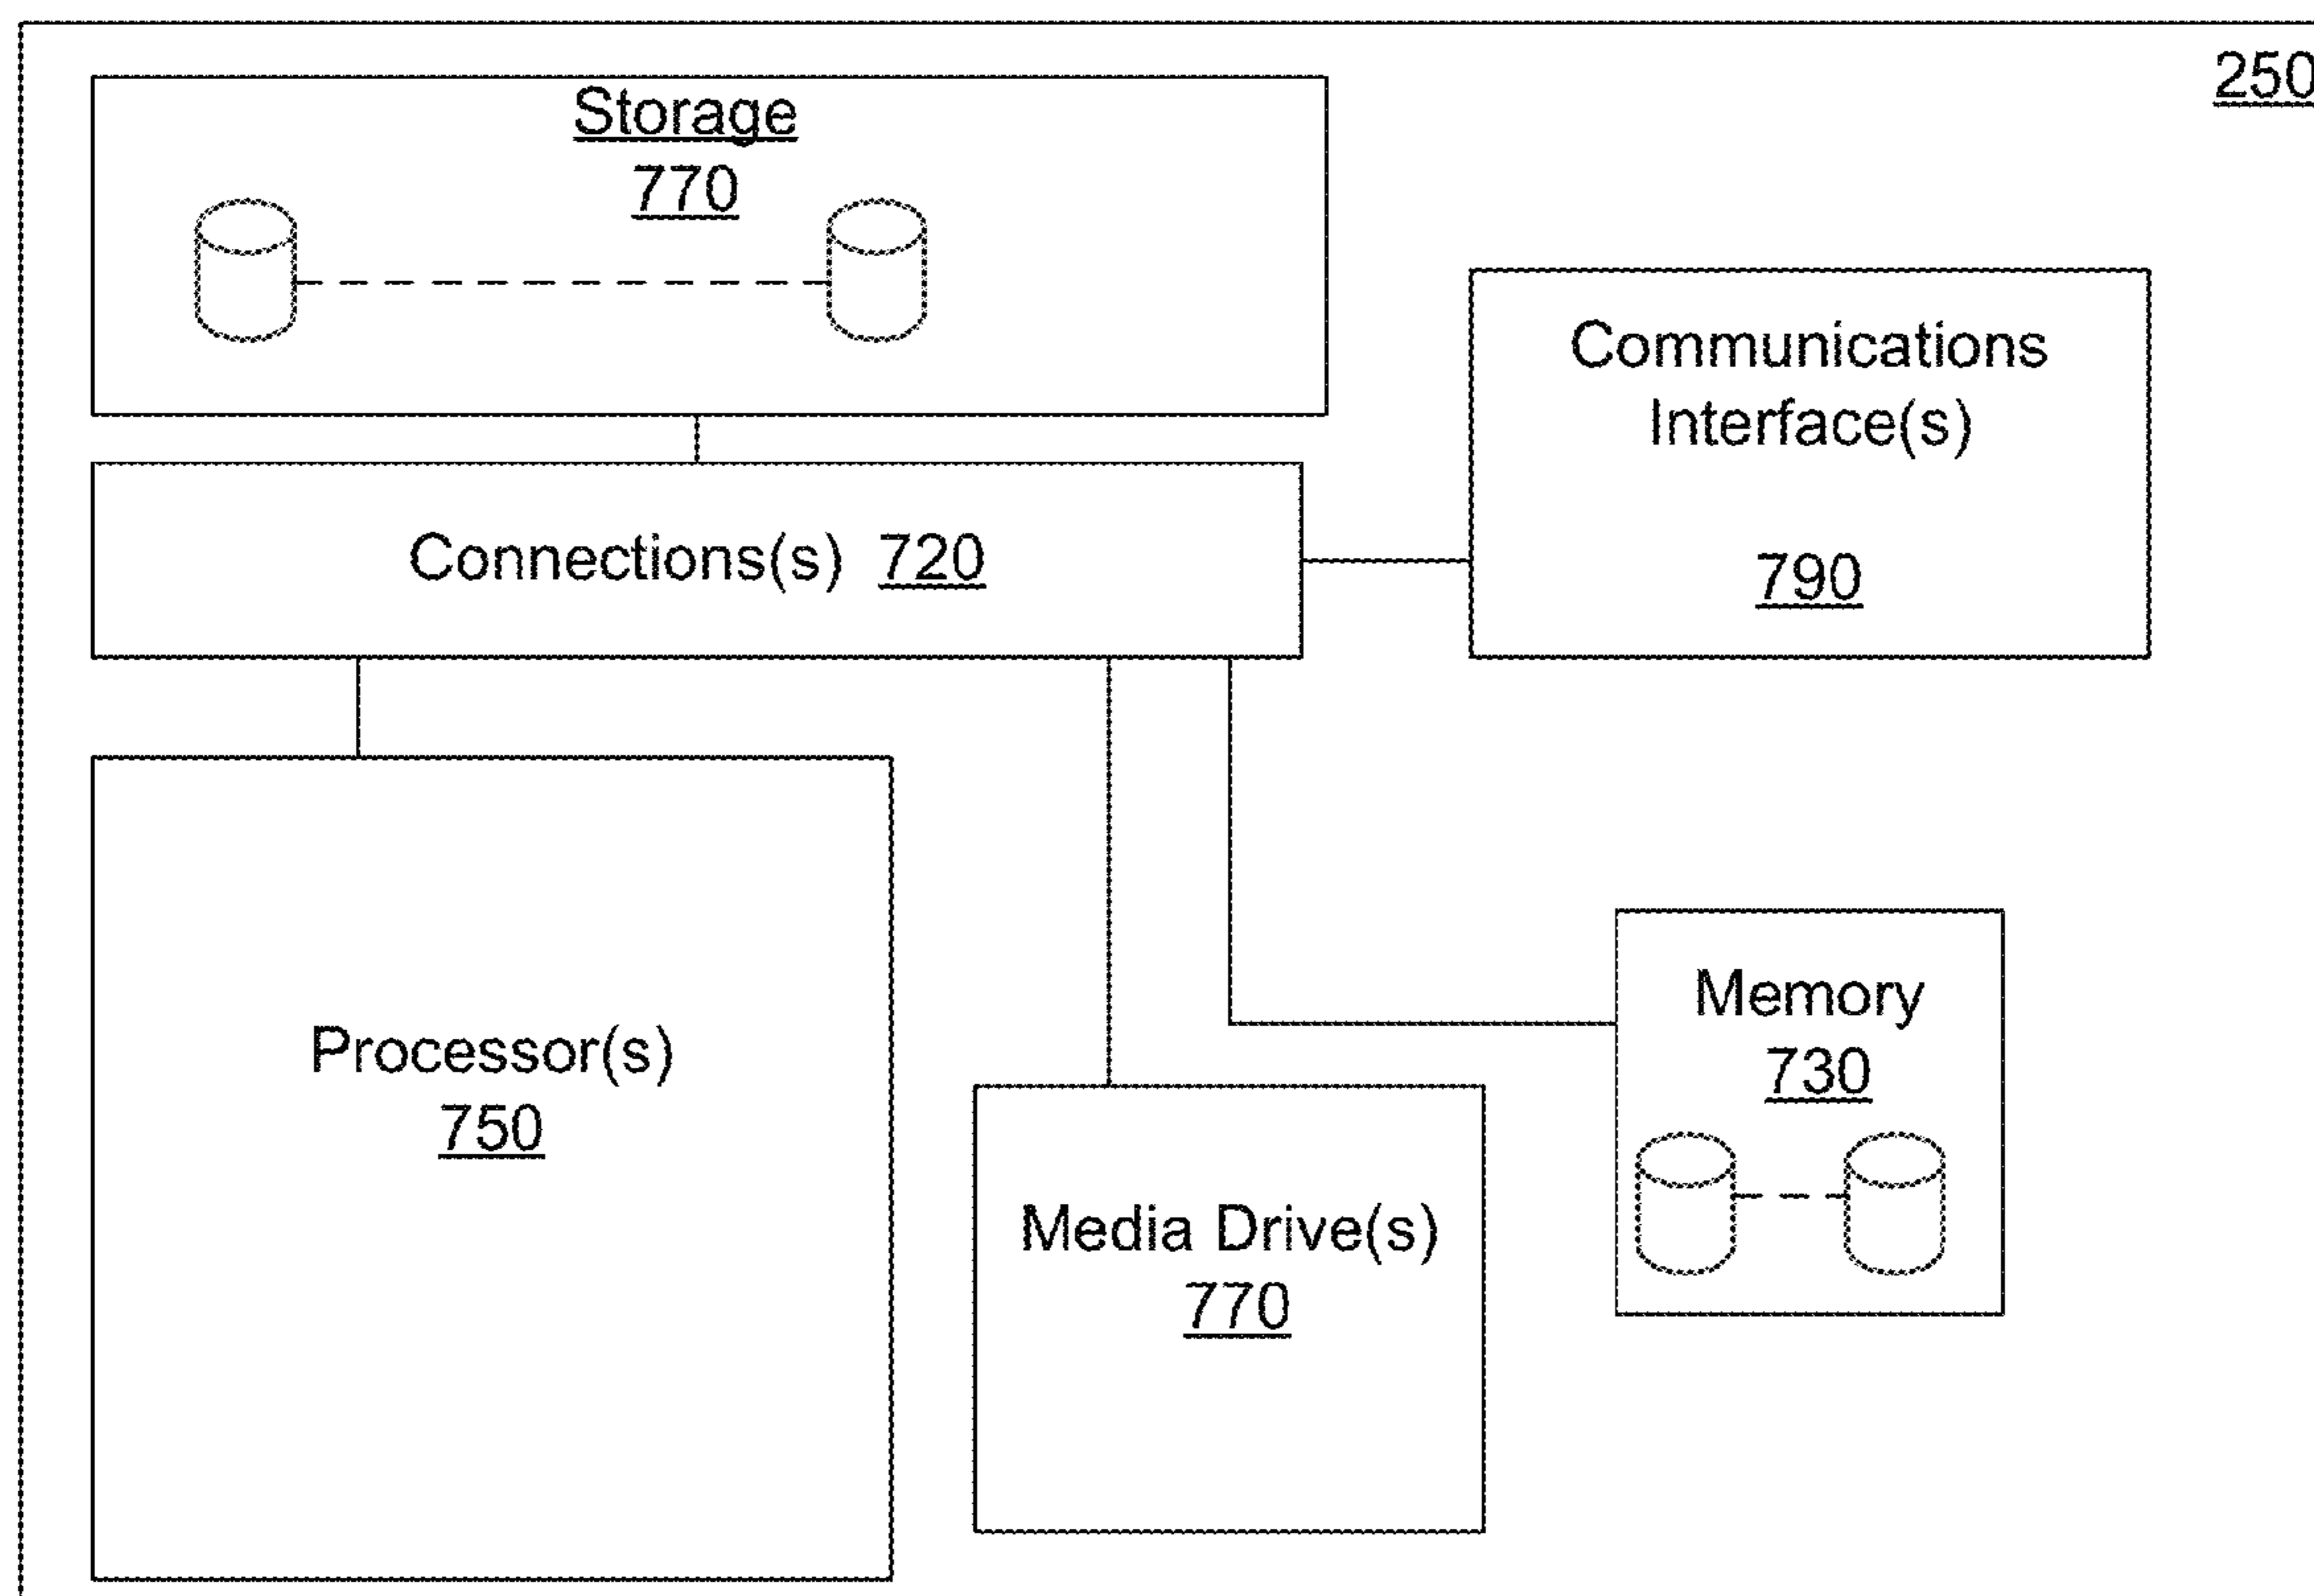 250
Storage
770
Communications
Interface(s)
790
Connections(s) 720
Processor(s)
750
Media Drive(s)
770
Memory
730